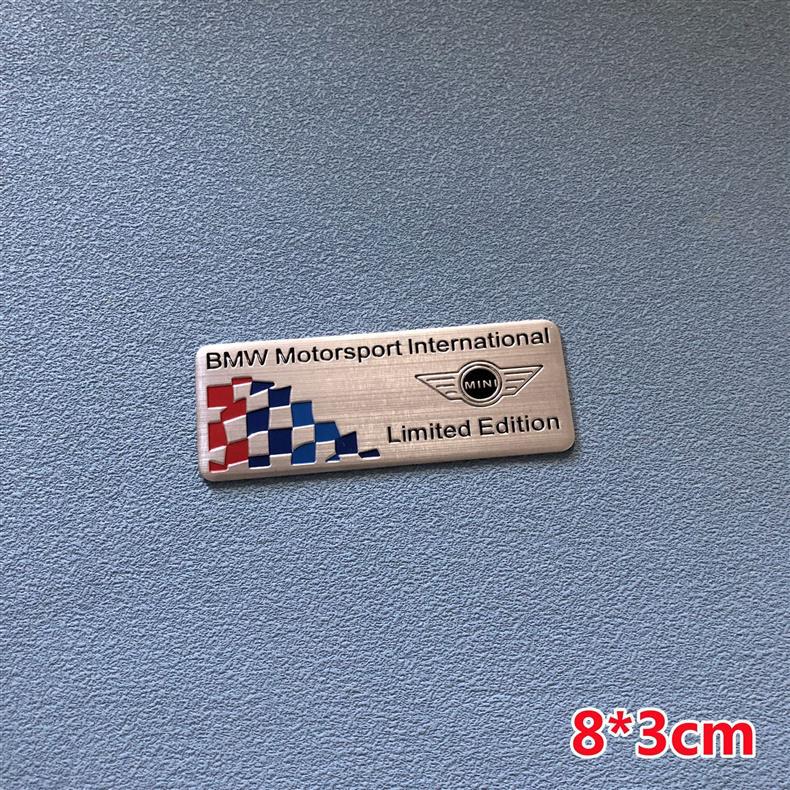 BMW Motorsport International
MINI
Limited Edition
8*3cm